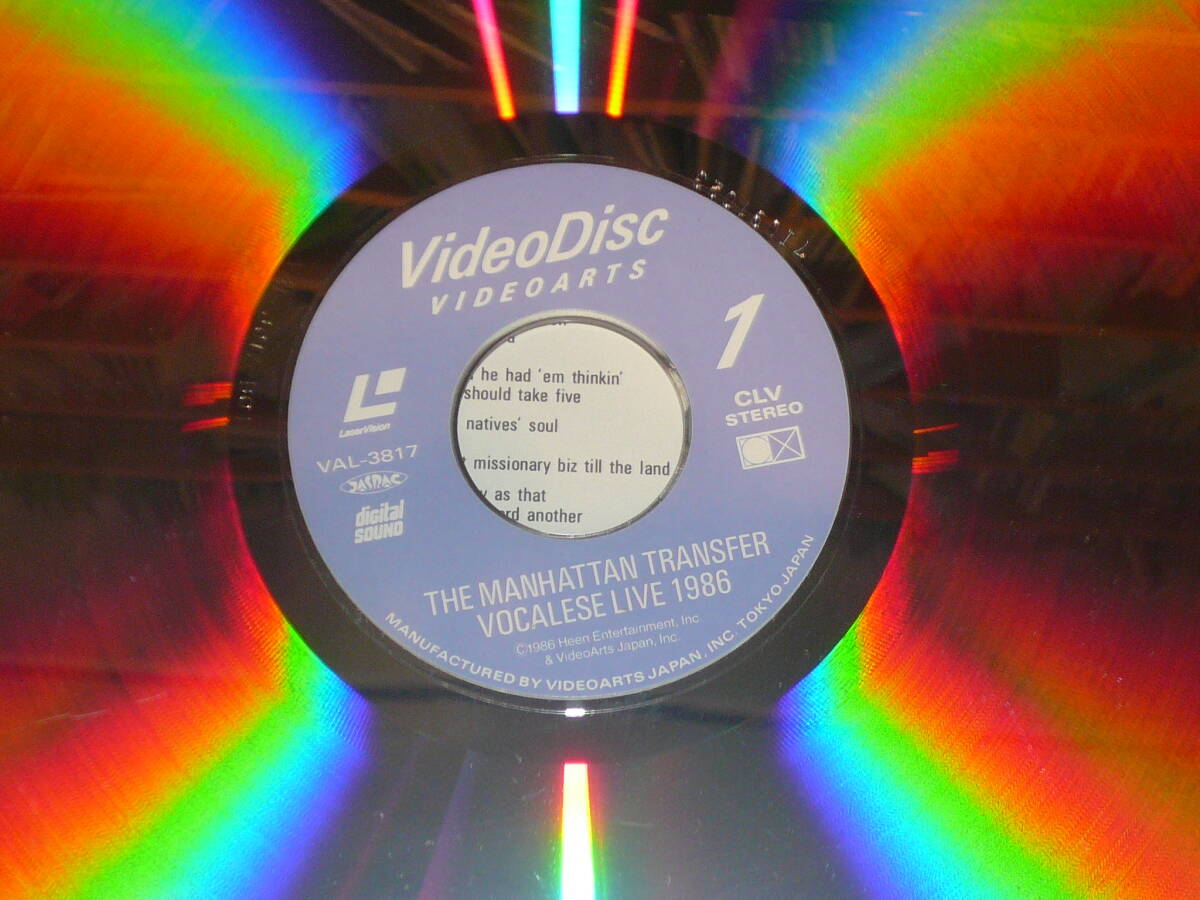 VideoDisc
VIDEOARTS
1
CLV
STEREO
LaserVision
VAL-3817
JASRAC
digital
SOUND
he had 'em thinkin'
should take five
natives' soul
missionary biz till the land
as that
another
THE MANHATTAN TRANSFER
VOCALESE LIVE 1986
©1986 Heen Entertainment, Inc.
& VideoArts Japan, Inc.
MANUFACTURED BY VIDEOARTS JAPAN, INC. TOKYO JAPAN